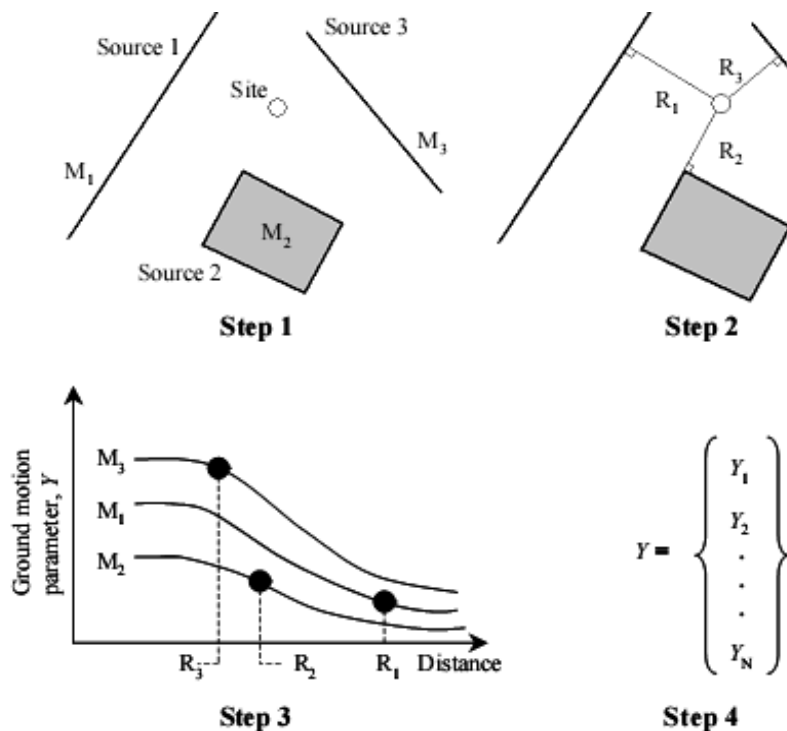 Source 1
Source 3
Site
M1
M3
M2
Source 2
Step 1
R1
R3
R2
Step 2
Ground motion
parameter, Y
M3
M1
M2
R3
R2
R1
Distance
Step 3
Y =
Y1
Y2
.
.
.
YN
Step 4